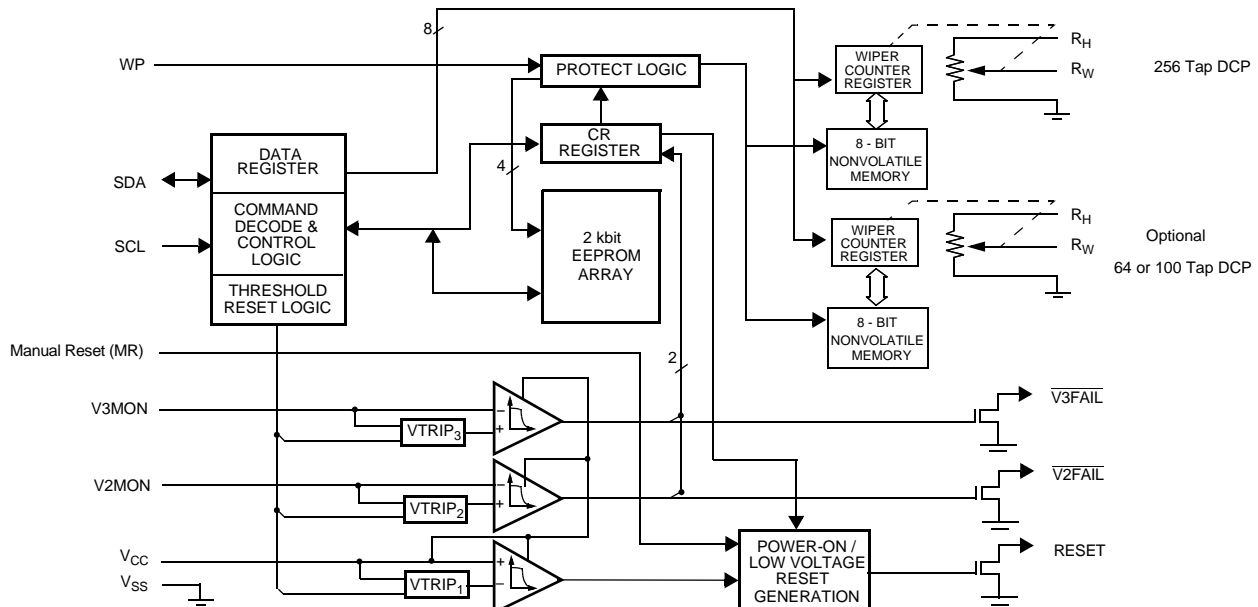 8
WP
PROTECT LOGIC
WIPER
COUNTER
REGISTER
RH
RW
256 Tap DCP
CR
REGISTER
4
8 - BIT
NONVOLATILE
MEMORY
DATA
REGISTER
SDA
COMMAND
DECODE &
CONTROL
LOGIC
SCL
THRESHOLD
RESET LOGIC
2 kbit
EEPROM
ARRAY
WIPER
COUNTER
REGISTER
RH
RW
Optional
64 or 100 Tap DCP
8 - BIT
NONVOLATILE
MEMORY
Manual Reset (MR)
2
V3MON
VTRIP3
–
+
V3FAIL
V2MON
VTRIP2
–
+
V2FAIL
VCC
VSS
VTRIP1
+
–
POWER-ON /
LOW VOLTAGE
RESET
GENERATION
RESET